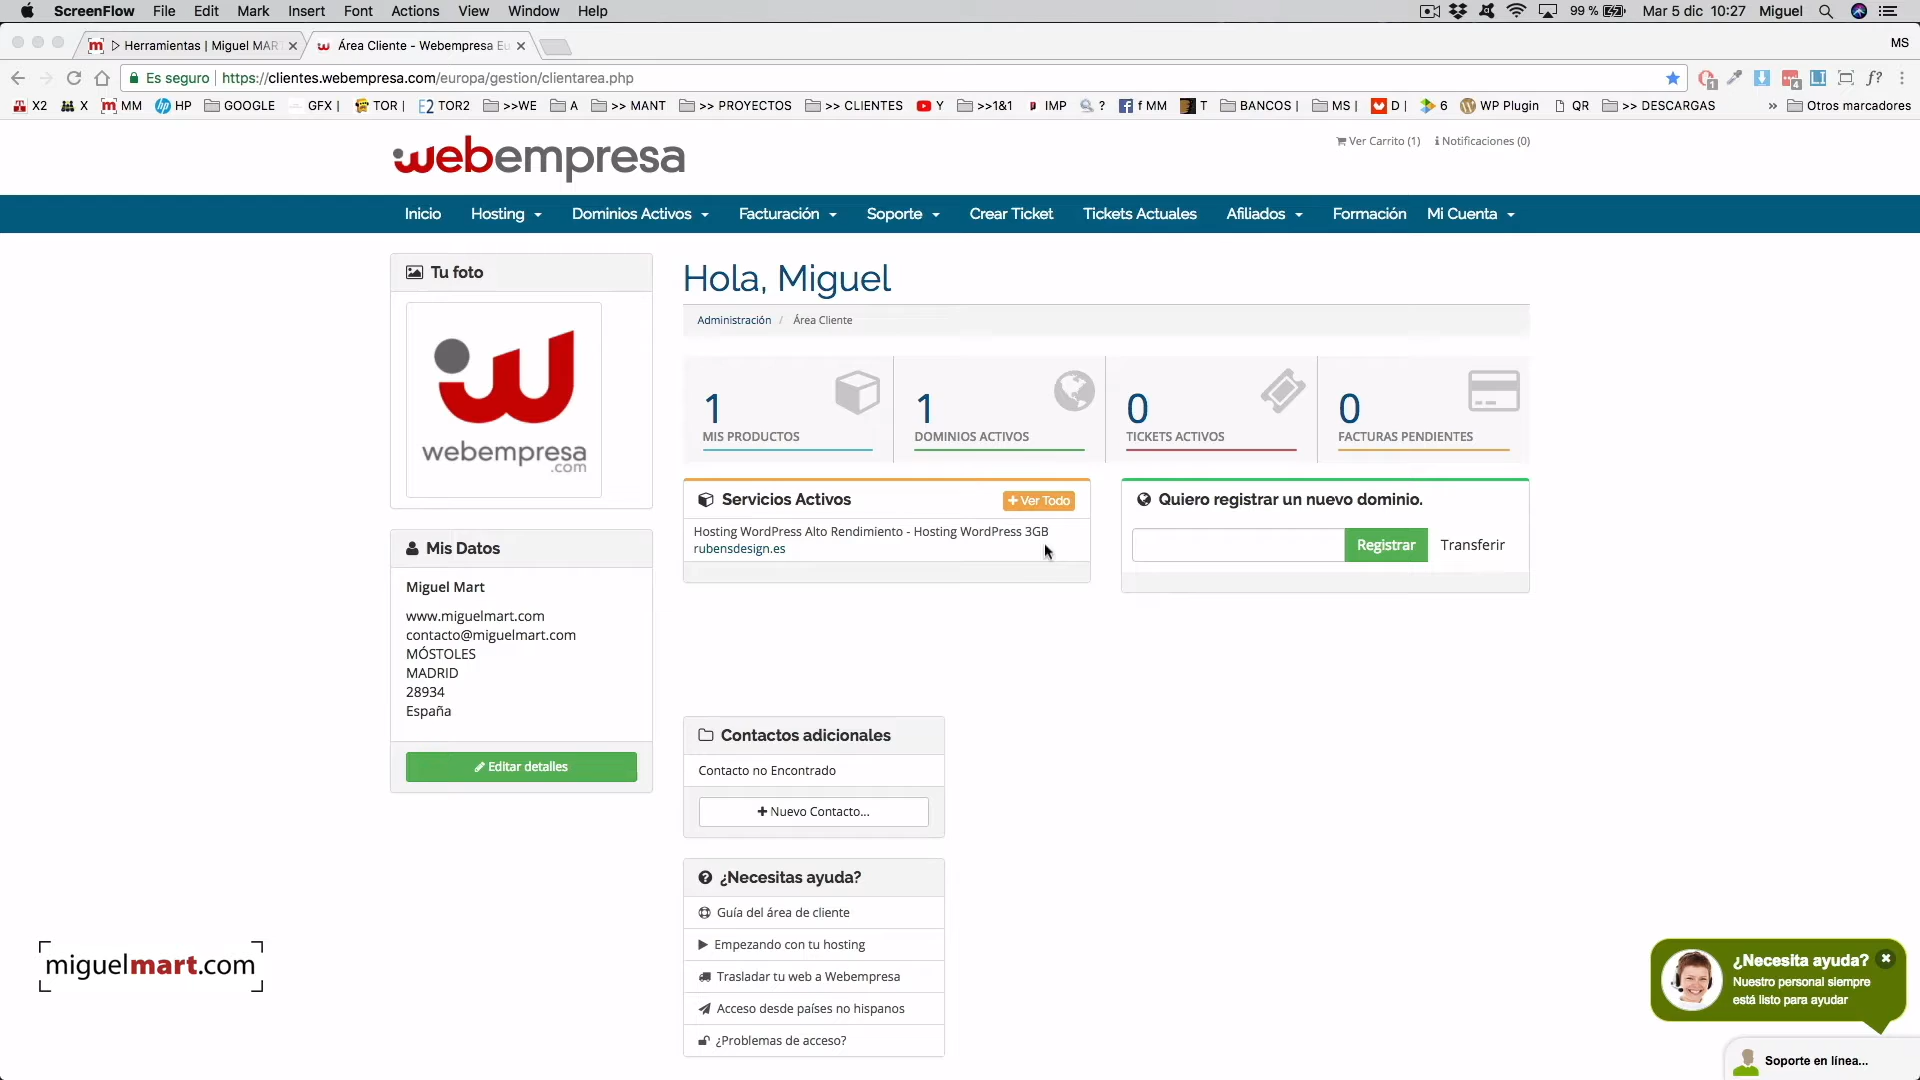 ScreenFlow File Edit Mark Insert Font Actions View Window Help 99 % Mar 5 dic 10:27 Miguel
m Herramientas | Miguel MAR Área Cliente - Webempresa Eu MS
Es seguro https://clientes.webempresa.com/europa/gestion/clientarea.php f?
X2 X MM HP GOOGLE GFX | TOR | E2 TOR2 >>WE A >> MANT >> PROYECTOS >> CLIENTES Y >>1&1 IMP ? f MM T BANCOS | MS | D | 6 WP Plugin QR >> DESCARGAS » Otros marcadores
webempresa
Ver Carrito (1) Notificaciones (0)
Inicio Hosting Dominios Activos Facturación Soporte Crear Ticket Tickets Actuales Afiliados Formación Mi Cuenta
Tu foto
webempresa
.com
Mis Datos
Miguel Mart
www.miguelmart.com
contacto@miguelmart.com
MÓSTOLES
MADRID
28934
España
Editar detalles
Hola, Miguel
Administración / Área Cliente
1
MIS PRODUCTOS
1
DOMINIOS ACTIVOS
0
TICKETS ACTIVOS
0
FACTURAS PENDIENTES
Servicios Activos
+ Ver Todo
Hosting WordPress Alto Rendimiento - Hosting WordPress 3GB
rubensdesign.es
Quiero registrar un nuevo dominio.
Registrar Transferir
Contactos adicionales
Contacto no Encontrado
+ Nuevo Contacto...
¿Necesitas ayuda?
Guía del área de cliente
Empezando con tu hosting
Trasladar tu web a Webempresa
Acceso desde países no hispanos
¿Problemas de acceso?
miguelmart.com
¿Necesita ayuda?
Nuestro personal siempre
está listo para ayudar
Soporte en línea...